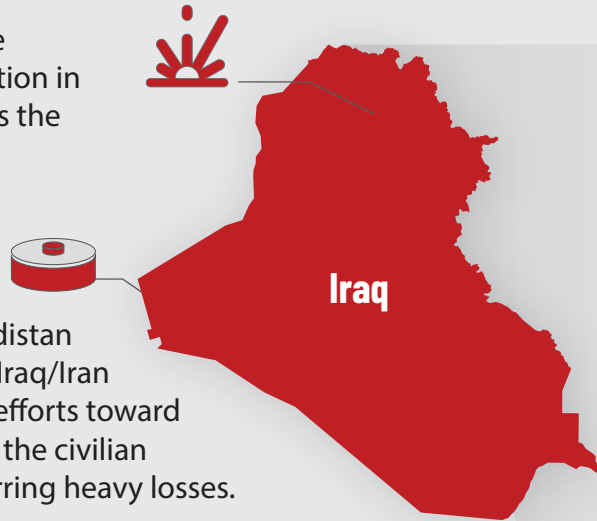 e
tion in
s the
Iraq
distan
Iraq/Iran
efforts toward
the civilian
rring heavy losses.